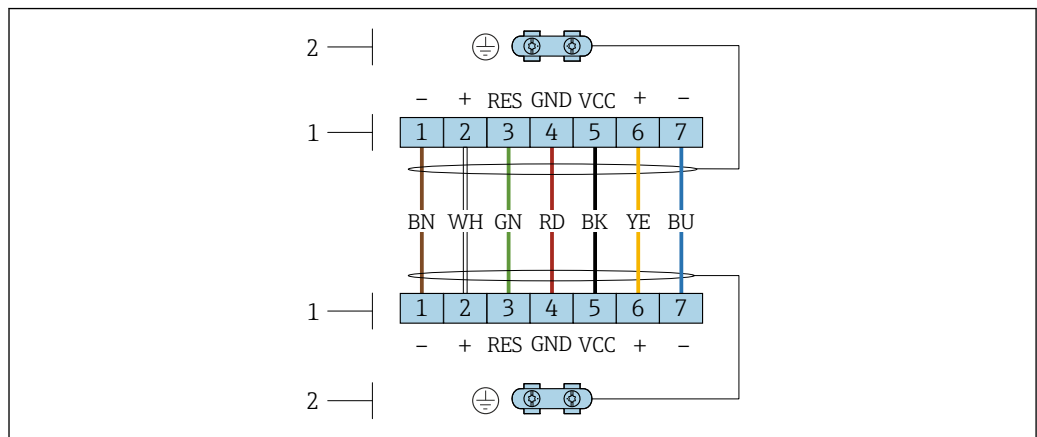 2
− + RES GND VCC + −
1 1 2 3 4 5 6 7
BN WH GN RD BK YE BU
1 1 2 3 4 5 6 7
− + RES GND VCC + −
2